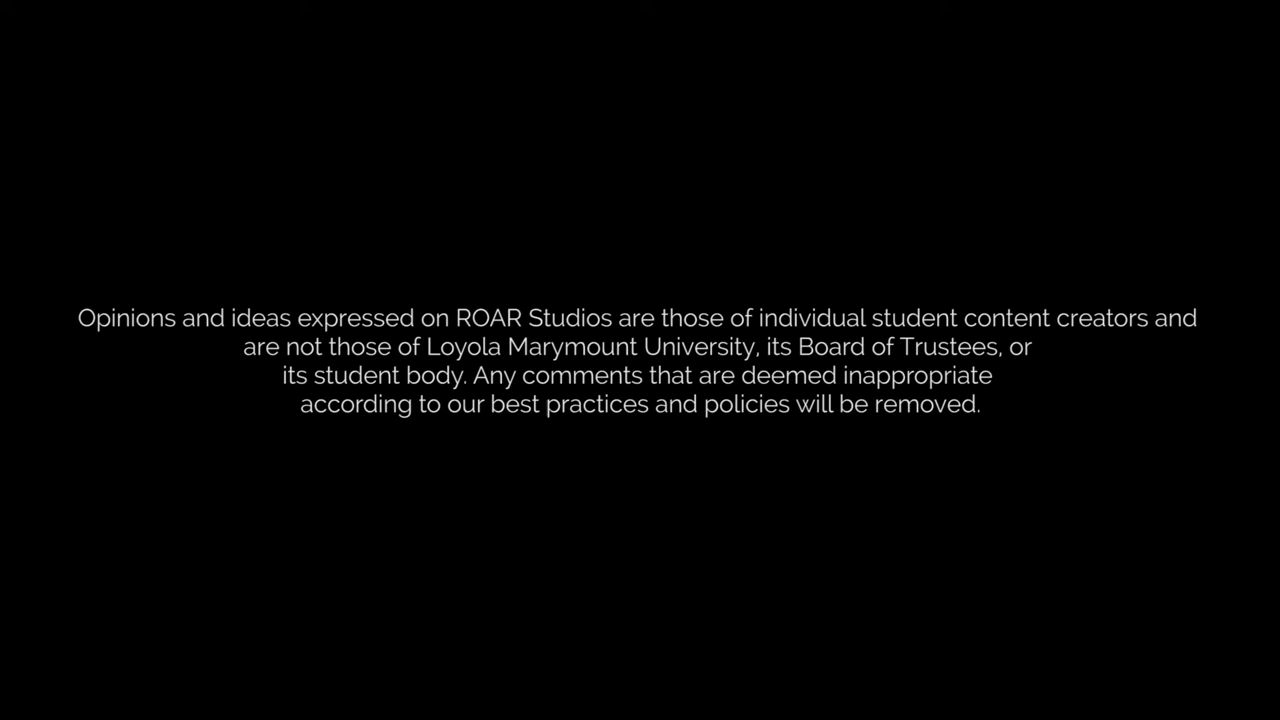 Opinions and ideas expressed on ROAR Studios are those of individual student content creators and
are not those of Loyola Marymount University, its Board of Trustees, or
its student body. Any comments that are deemed inappropriate
according to our best practices and policies will be removed.